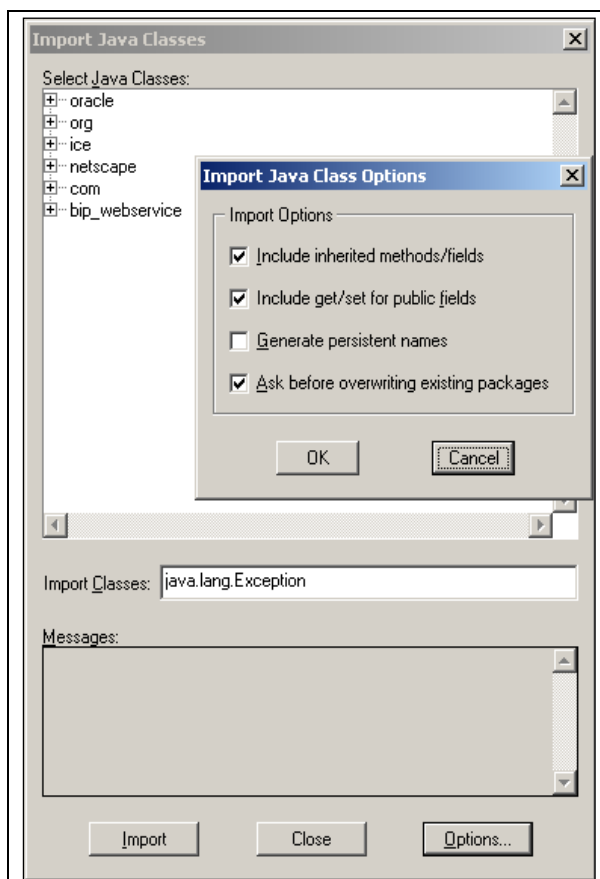 Import Java Classes
Select Java Classes:
oracle
org
ice
netscape
com
bip_webservice
Import Java Class Options
Import Options
Include inherited methods/fields
Include get/set for public fields
Generate persistent names
Ask before overwriting existing packages
OK
Cancel
Import Classes: java.lang.Exception
Messages:
Import
Close
Options...